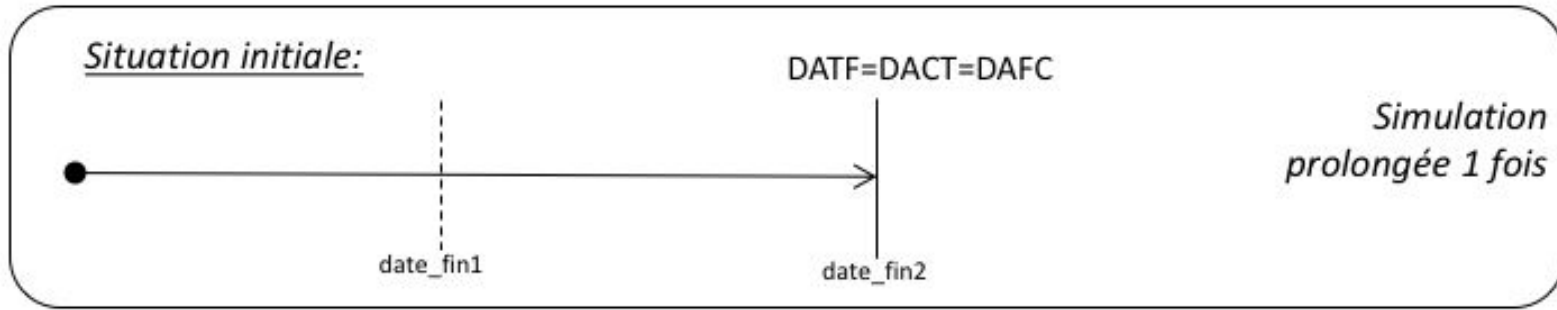 Situation initiale:
DATF=DACT=DAFC
Simulation
prolongée 1 fois
date_fin1
date_fin2